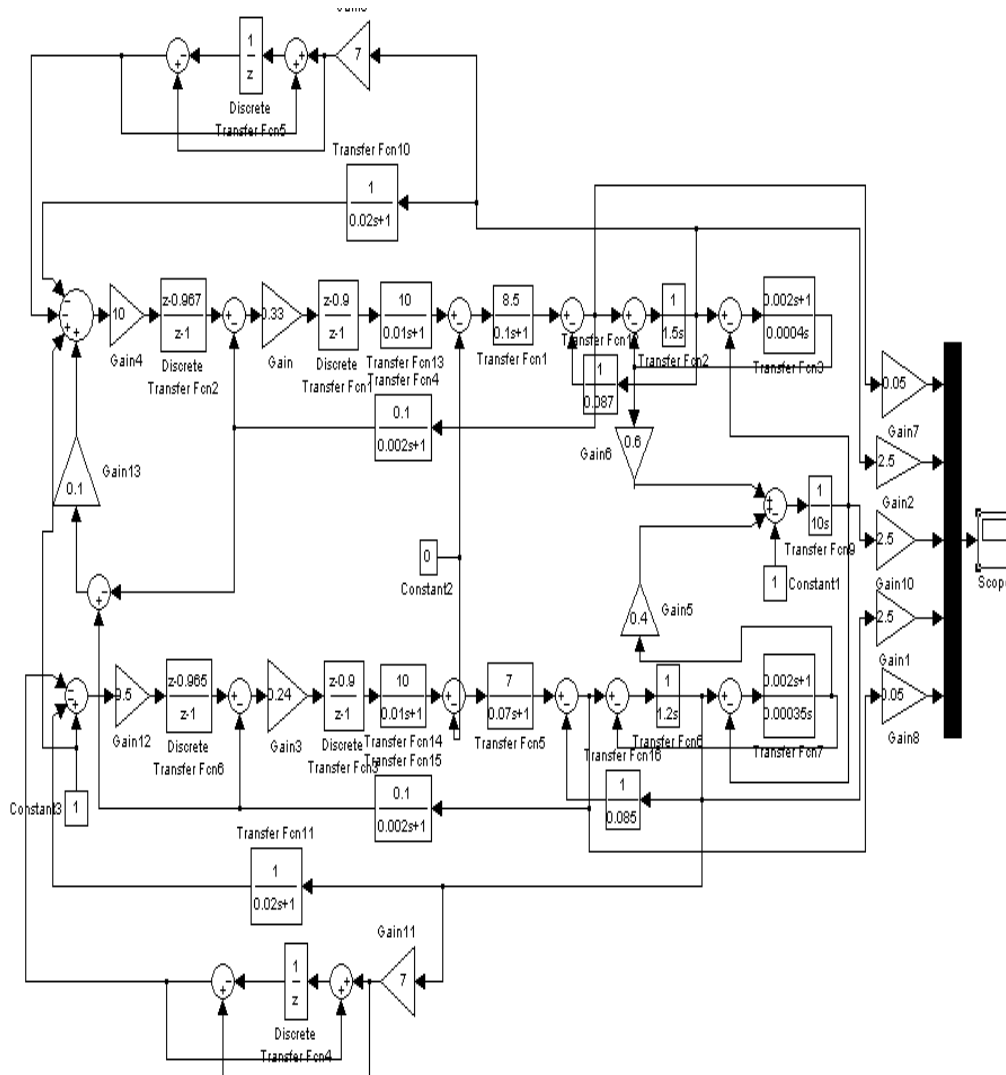 7
1
z
Discrete
Transfer Fcn5
Transfer Fcn10
1
0.02s+1
10
Gain4
z-0.967
z-1
Discrete
Transfer Fcn2
0.33
Gain
z-0.9
z-1
Discrete
Transfer Fcn1
10
0.01s+1
Transfer Fcn13
Transfer Fcn4
8.5
0.1s+1
Transfer Fcn1
1
1.5s
Transfer Fcn2
0.002s+1
0.0004s
Transfer Fcn3
1
0.087
0.1
0.002s+1
0.6
Gain6
0.05
Gain7
2.5
Gain2
2.5
Gain10
2.5
Gain1
0.05
Gain8
Scope
Gain13
0.1
1
10s
Transfer Fcn9
1
Constant1
0
Constant2
Gain5
0.4
9.5
Gain12
z-0.965
z-1
Discrete
Transfer Fcn6
0.24
Gain3
z-0.9
z-1
Discrete
Transfer Fcn3
10
0.01s+1
Transfer Fcn14
Transfer Fcn15
7
0.07s+1
Transfer Fcn5
1
1.2s
Transfer Fcn6
Transfer Fcn16
0.002s+1
0.00035s
Transfer Fcn7
1
0.085
0.1
0.002s+1
Constant3
1
Transfer Fcn11
1
0.02s+1
Gain11
7
1
z
Discrete
Transfer Fcn4